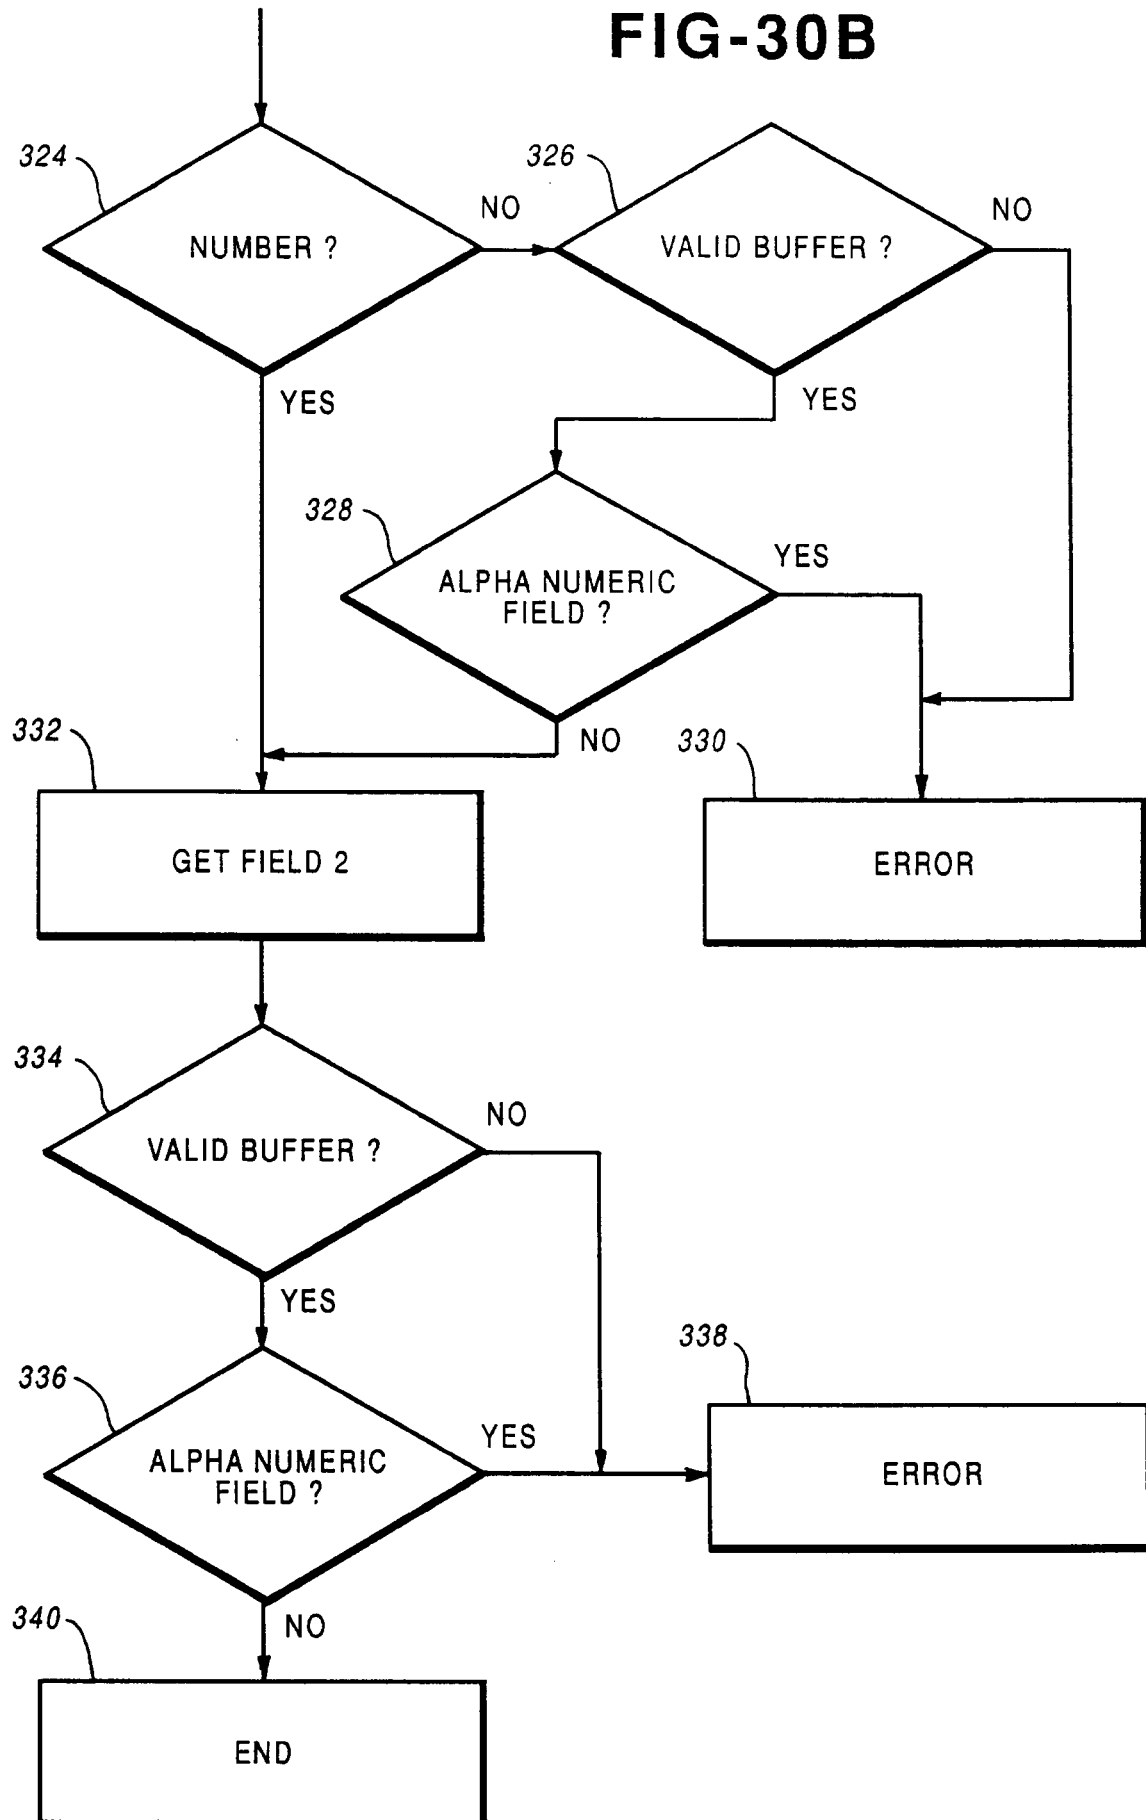 FIG-30B
324
326
NUMBER ?
NO
VALID BUFFER ?
NO
YES
YES
328
ALPHA NUMERIC
FIELD ?
YES
NO
332
330
GET FIELD 2
ERROR
334
VALID BUFFER ?
NO
YES
336
338
ALPHA NUMERIC
FIELD ?
YES
ERROR
NO
340
END